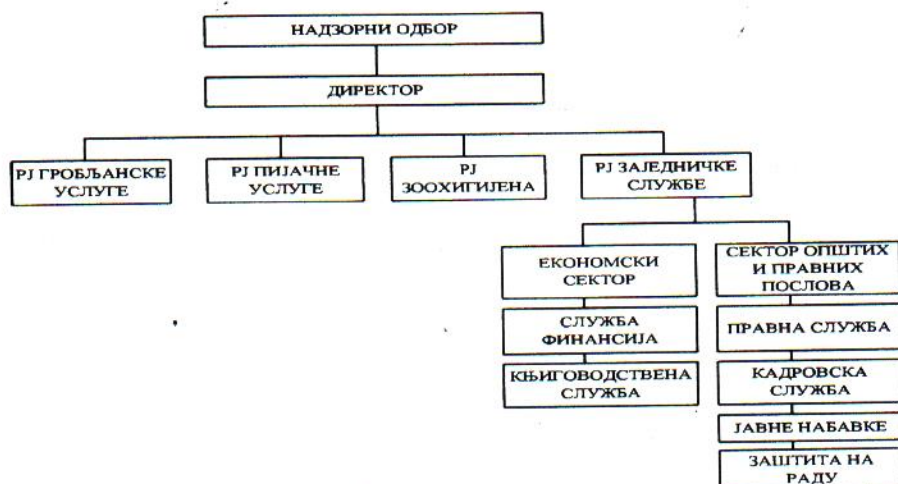 НАДЗОРНИ ОДБОР
ДИРЕКТОР
РЈ ГРОБЉАНСКЕ
УСЛУГЕ
РЈ ПИЈАЧНЕ
УСЛУГЕ
РЈ
ЗООХИГИЈЕНА
РЈ ЗАЈЕДНИЧКЕ
СЛУЖБЕ
ЕКОНОМСКИ
СЕКТОР
СЛУЖБА
ФИНАНСИЈА
КЊИГОВОДСТВЕНА
СЛУЖБА
СЕКТОР ОПШТИХ
И ПРАВНИХ
ПОСЛОВА
ПРАВНА СЛУЖБА
КАДРОВСКА
СЛУЖБА
ЈАВНЕ НАБАВКЕ
ЗАШТИТА НА
РАДУ